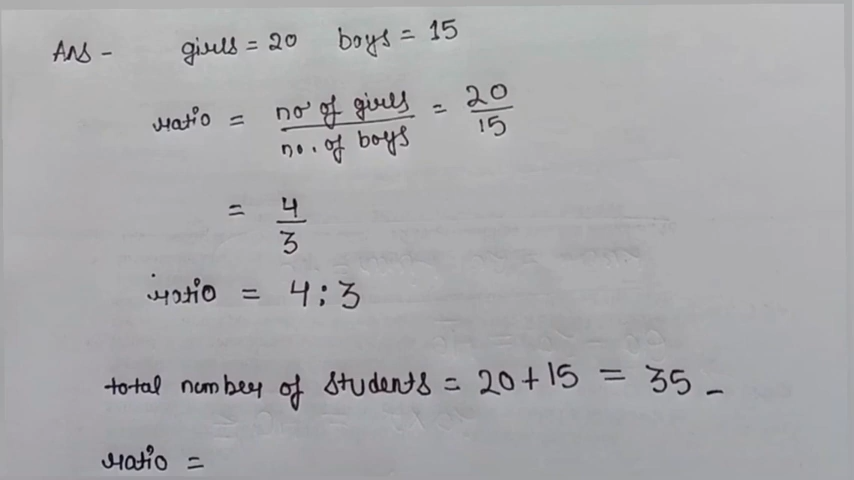 Ans - girls = 20 boys = 15
ratio = no of girls / no. of boys = 20/15
= 4/3
ratio = 4:3
total number of students = 20 + 15 = 35 -
ratio =